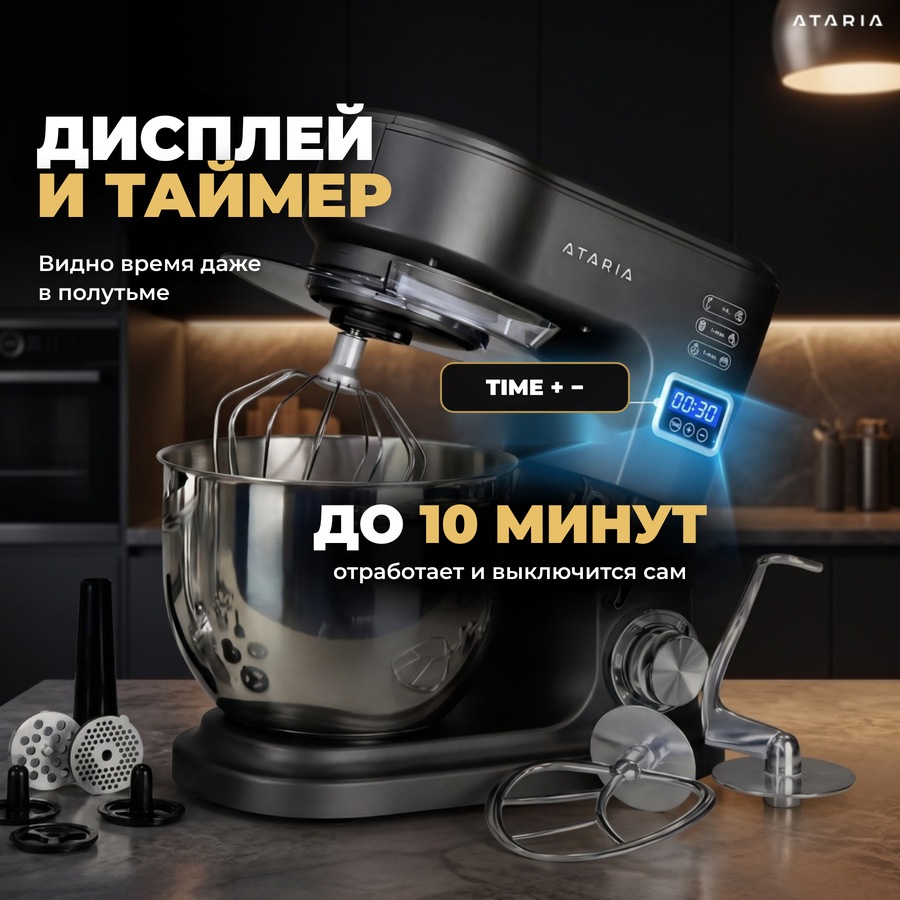 ATARIA
ДИСПЛЕЙ
И ТАЙМЕР
Видно время даже
в полутьме
ATARIA
TIME + −
00:30
+ −
ДО 10 МИНУТ
отработает и выключится сам